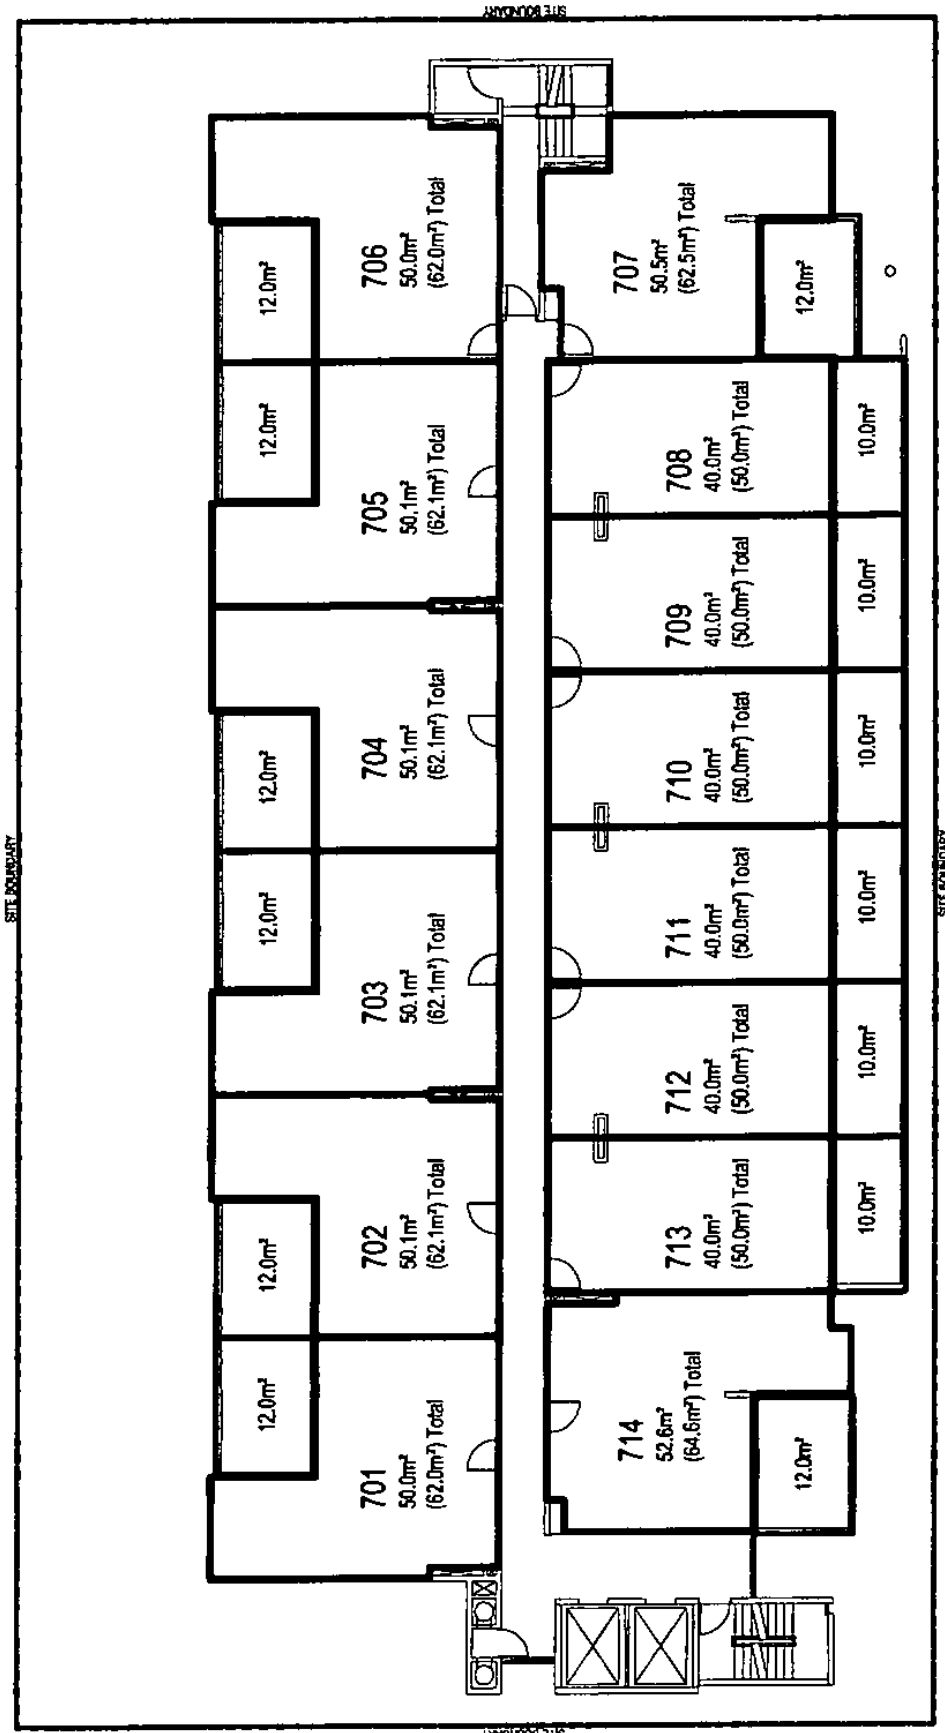 SITE BOUNDARY
SITE BOUNDARY
SITE BOUNDARY
12.0m²
701
50.0m²
(62.0m²) Total
12.0m²
702
50.1m²
(62.1m²) Total
12.0m²
703
50.1m²
(62.1m²) Total
12.0m²
704
50.1m²
(62.1m²) Total
12.0m²
705
50.1m²
(62.1m²) Total
12.0m²
706
50.0m²
(62.0m²) Total
714
52.6m²
(64.6m²) Total
12.0m²
713
40.0m²
(50.0m²) Total
10.0m²
712
40.0m²
(50.0m²) Total
10.0m²
711
40.0m²
(50.0m²) Total
10.0m²
710
40.0m²
(50.0m²) Total
10.0m²
709
40.0m²
(50.0m²) Total
10.0m²
708
40.0m²
(50.0m²) Total
10.0m²
707
50.5m²
(62.5m²) Total
12.0m²